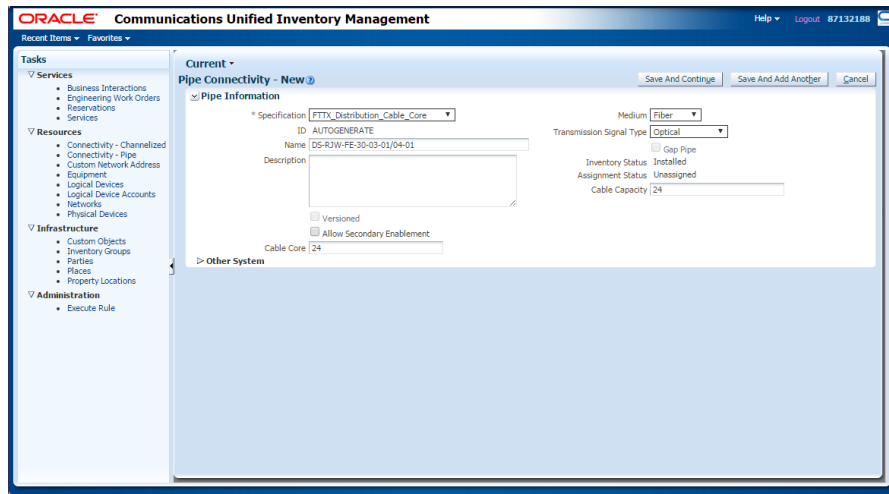 ORACLE Communications Unified Inventory Management
Help Logout 87132188
Recent Items Favorites
Tasks
Services
Business Interactions
Engineering Work Orders
Reservations
Services
Resources
Connectivity - Channelized
Connectivity - Pipe
Custom Network Address
Equipment
Logical Devices
Logical Device Accounts
Networks
Physical Devices
Infrastructure
Custom Objects
Inventory Groups
Parties
Places
Property Locations
Administration
Execute Rule
Current
Pipe Connectivity - New
Save And Continue Save And Add Another Cancel
Pipe Information
* Specification FTTX_Distribution_Cable_Core
ID AUTOGENERATE
Name DS-RJW-FE-30-03-01/04-01
Description
Versioned
Allow Secondary Enablement
Cable Core 24
Medium Fiber
Transmission Signal Type Optical
Gap Pipe
Inventory Status Installed
Assignment Status Unassigned
Cable Capacity 24
Other System